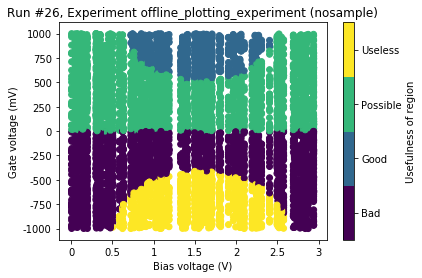 Run #26, Experiment offline_plotting_experiment (nosample)
1000
750
500
250
0
-250
-500
-750
-1000
Gate voltage (mV)
0
0.5
1
1.5
2
2.5
3
Bias voltage (V)
Useless
Possible
Good
Bad
Usefulness of region